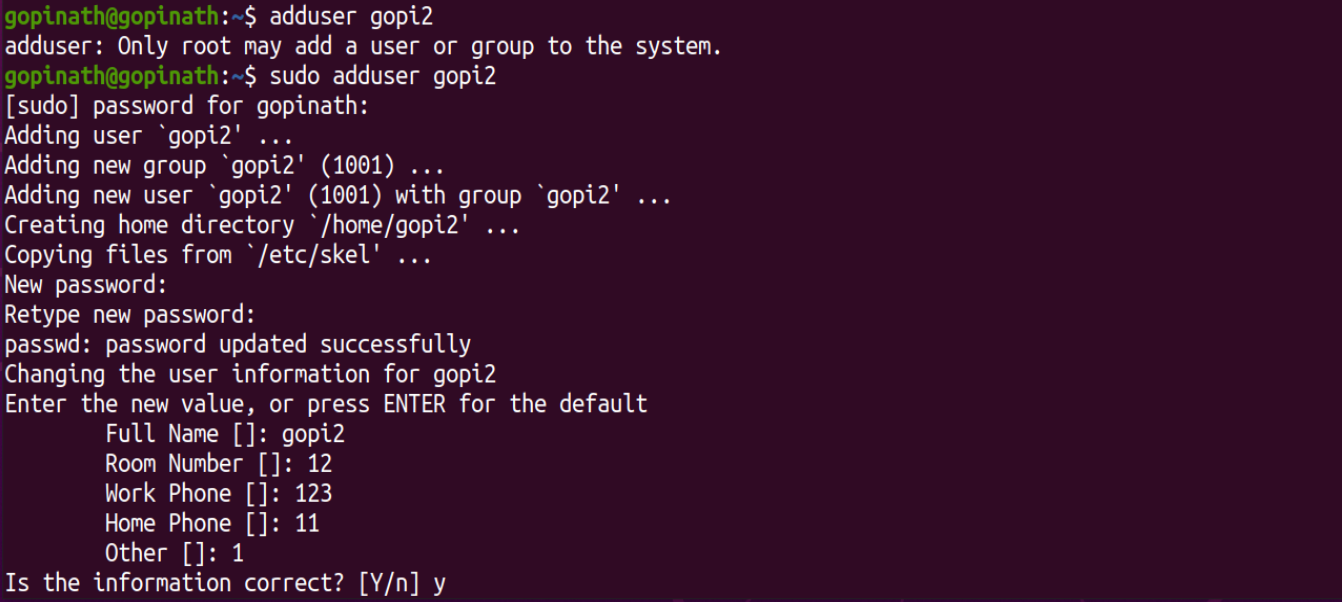 gopinath@gopinath:~$ adduser gopi2
adduser: Only root may add a user or group to the system.
gopinath@gopinath:~$ sudo adduser gopi2
[sudo] password for gopinath:
Adding user `gopi2' ...
Adding new group `gopi2' (1001) ...
Adding new user `gopi2' (1001) with group `gopi2' ...
Creating home directory `/home/gopi2' ...
Copying files from `/etc/skel' ...
New password:
Retype new password:
passwd: password updated successfully
Changing the user information for gopi2
Enter the new value, or press ENTER for the default
        Full Name []: gopi2
        Room Number []: 12
        Work Phone []: 123
        Home Phone []: 11
        Other []: 1
Is the information correct? [Y/n] y